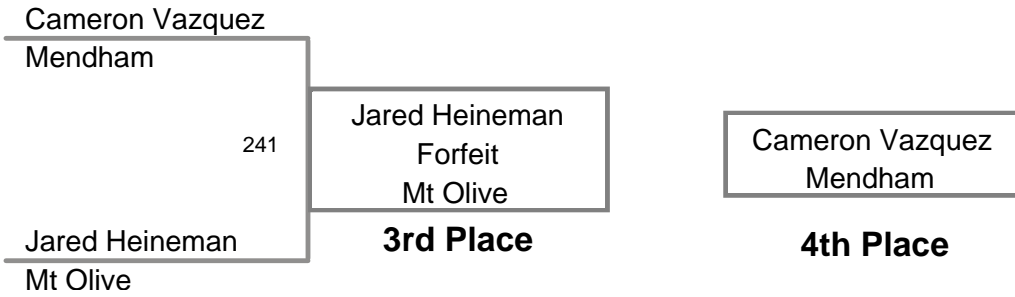 Cameron Vazquez
Mendham
241
Jared Heineman
Mt Olive
Jared Heineman
Forfeit
Mt Olive
3rd Place
Cameron Vazquez
Mendham
4th Place